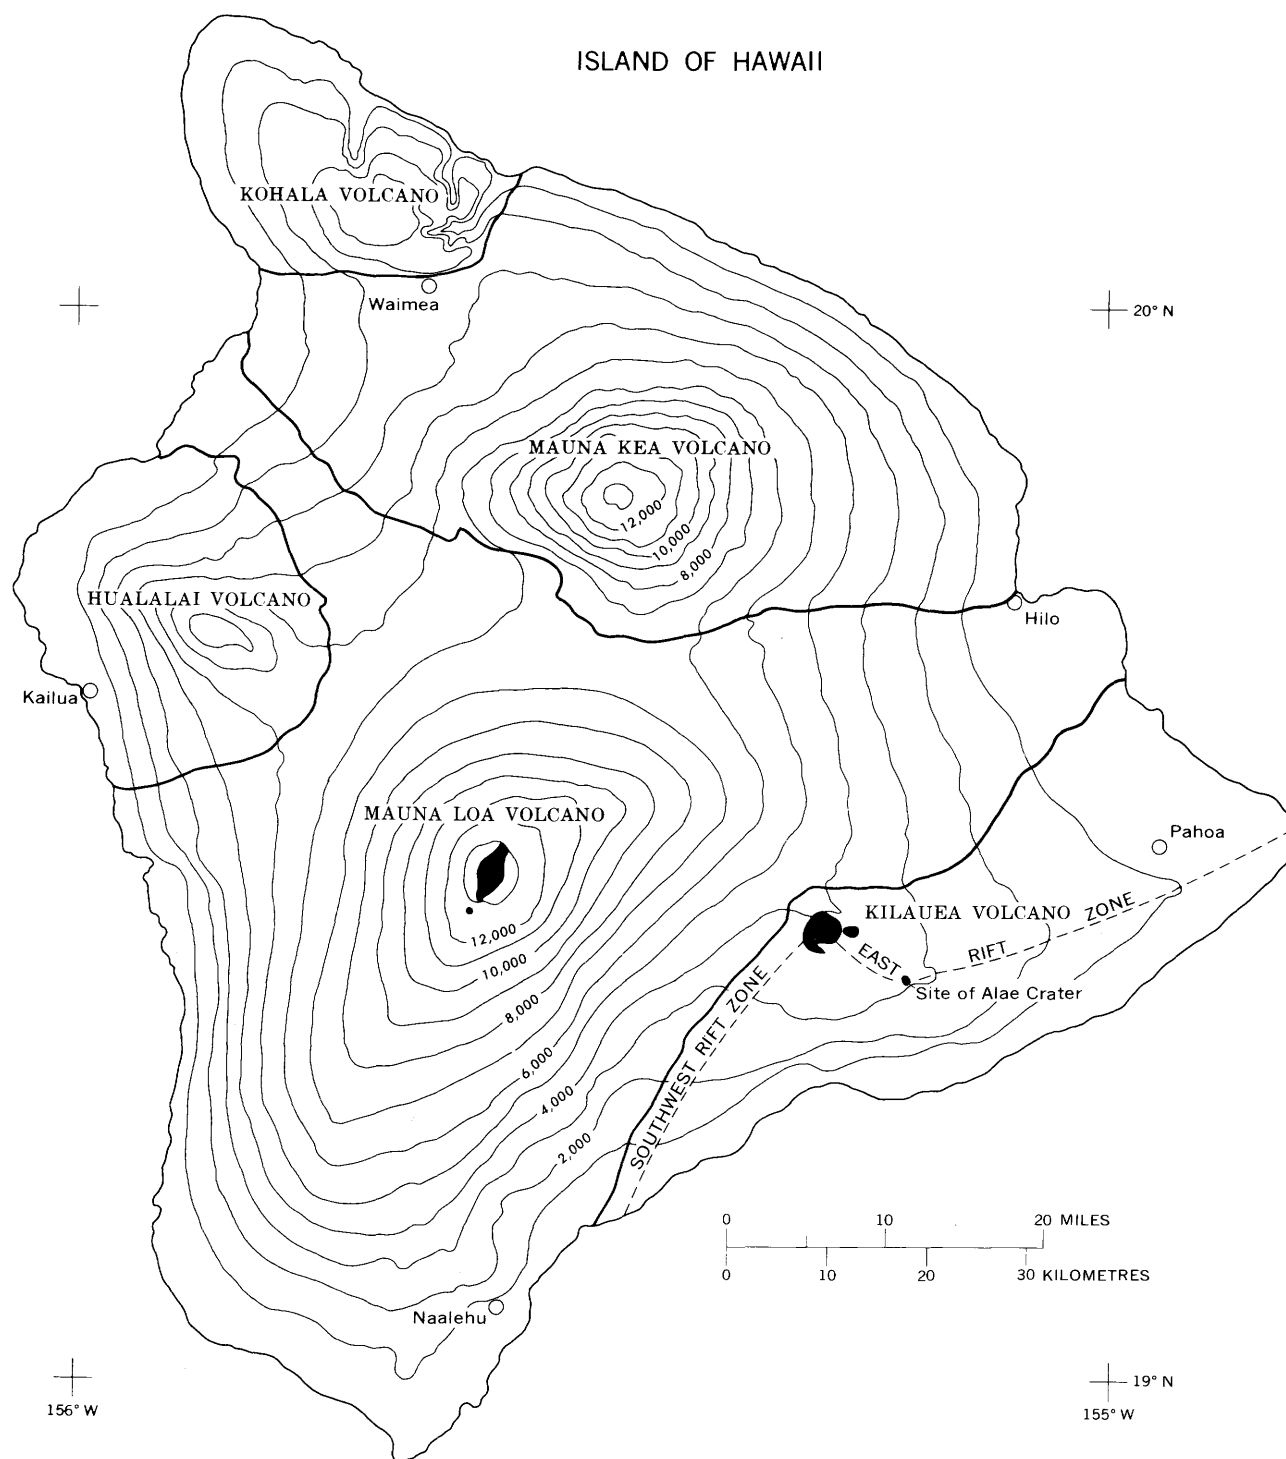 ISLAND OF HAWAII
KOHALA VOLCANO
Waimea
20° N
MAUNA KEA VOLCANO
12,000
10,000
8,000
HUALALAI VOLCANO
Hilo
Kailua
MAUNA LOA VOLCANO
Pahoa
12,000
10,000
8,000
6,000
4,000
2,000
KILAUEA VOLCANO
EAST RIFT ZONE
Site of Alae Crater
SOUTHWEST RIFT ZONE
0 10 20 MILES
0 10 20 30 KILOMETRES
Naalehu
19° N
156° W
155° W